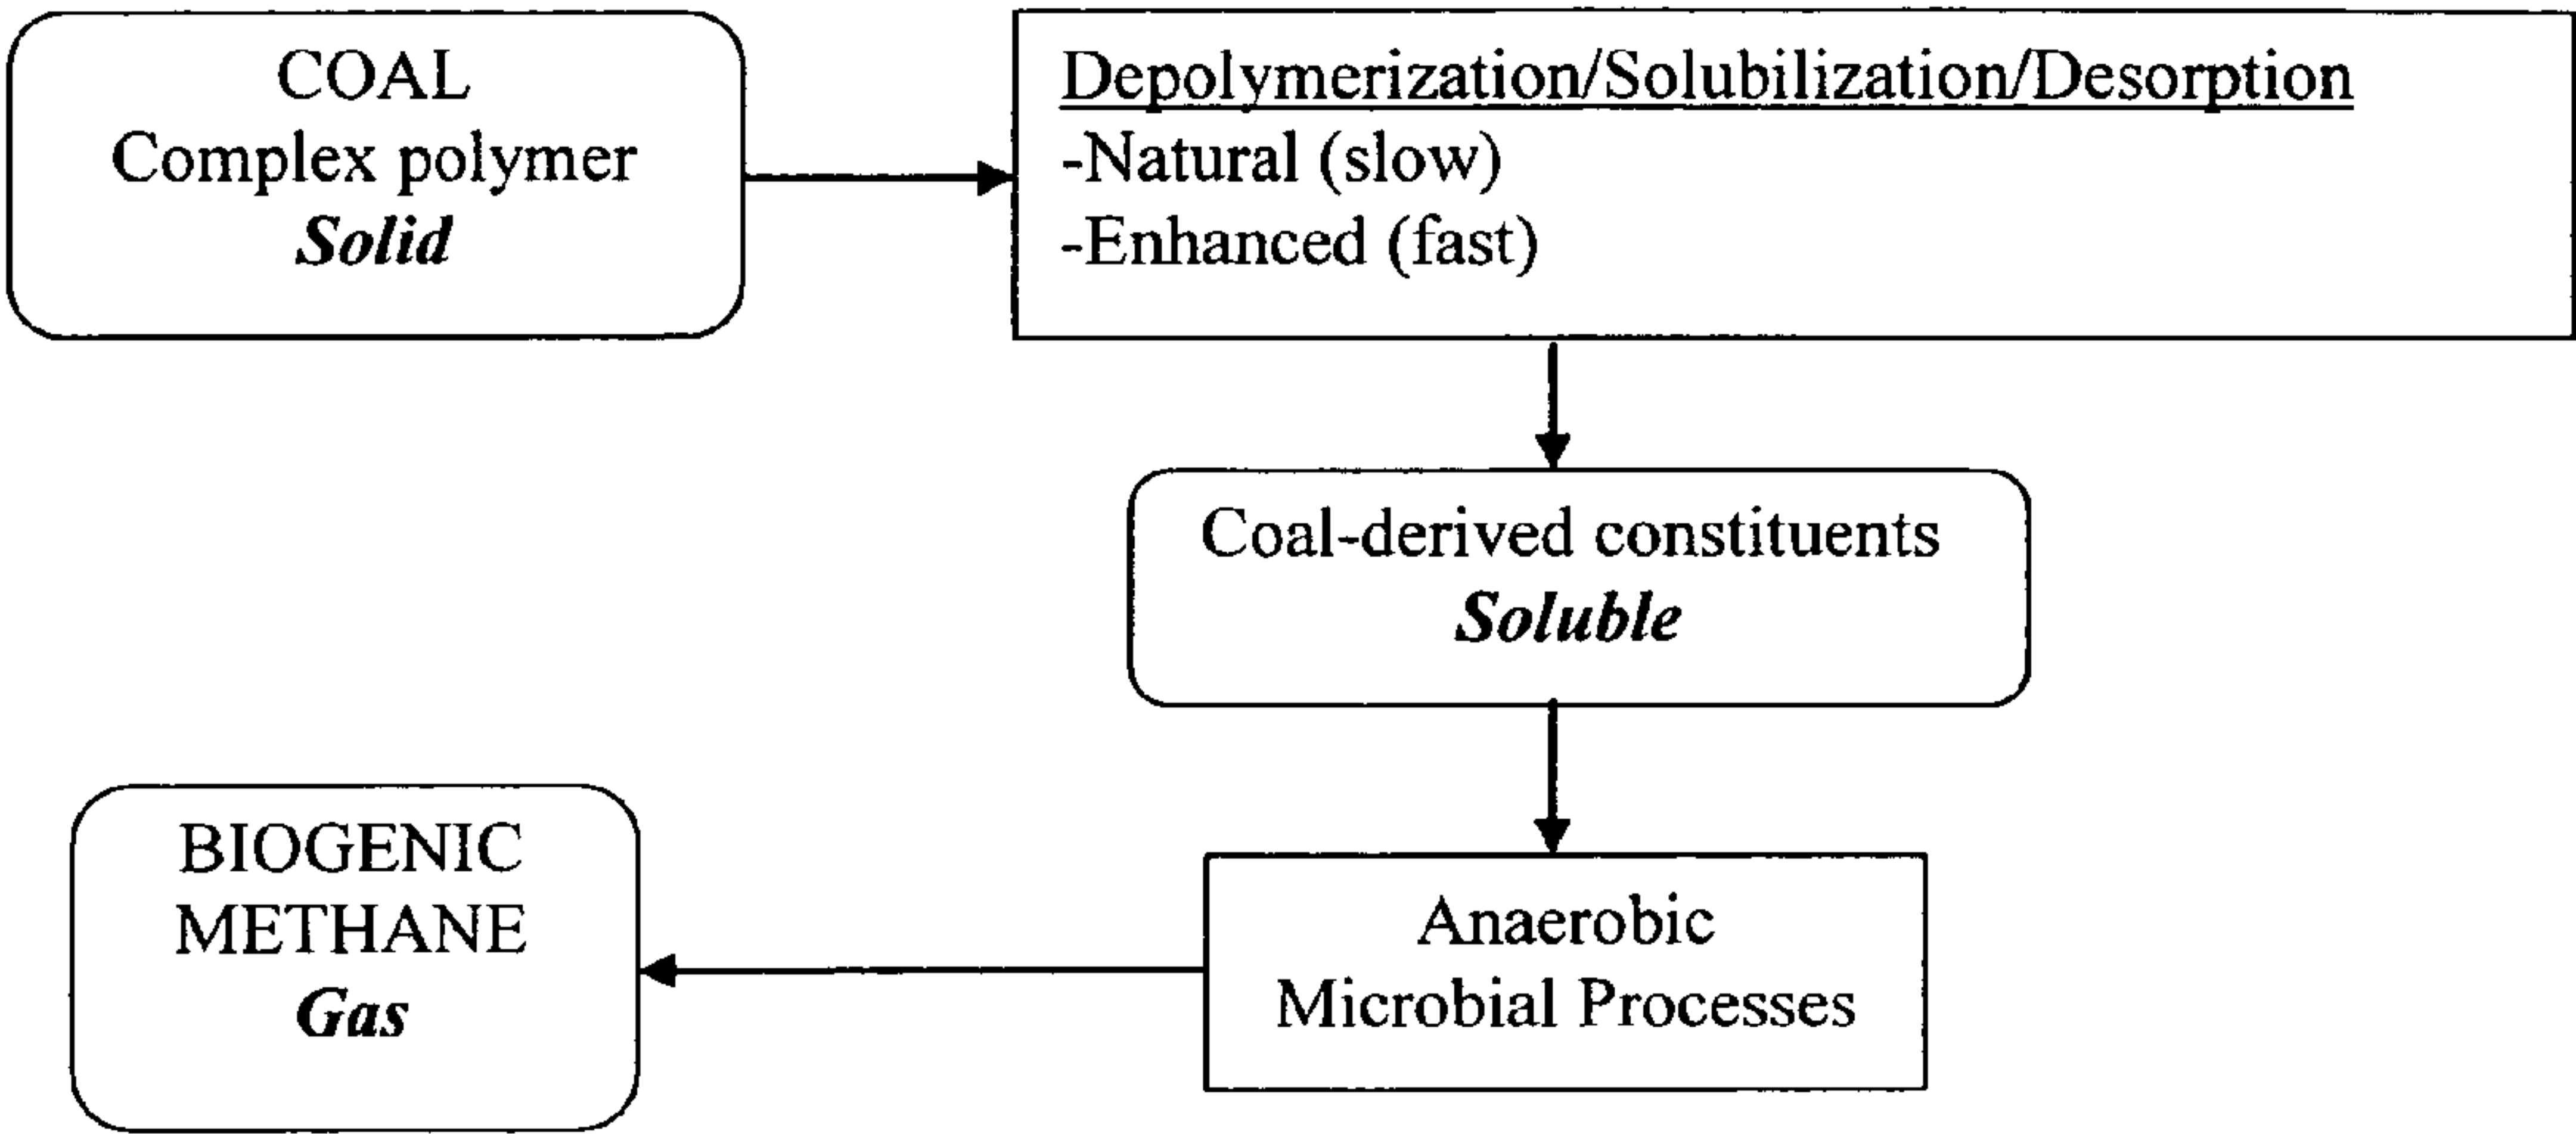 COAL
Complex polymer
Solid
Depolymerization/Solubilization/Desorption
-Natural (slow)
-Enhanced (fast)
Coal-derived constituents
Soluble
Anaerobic
Microbial Processes
BIOGENIC
METHANE
Gas